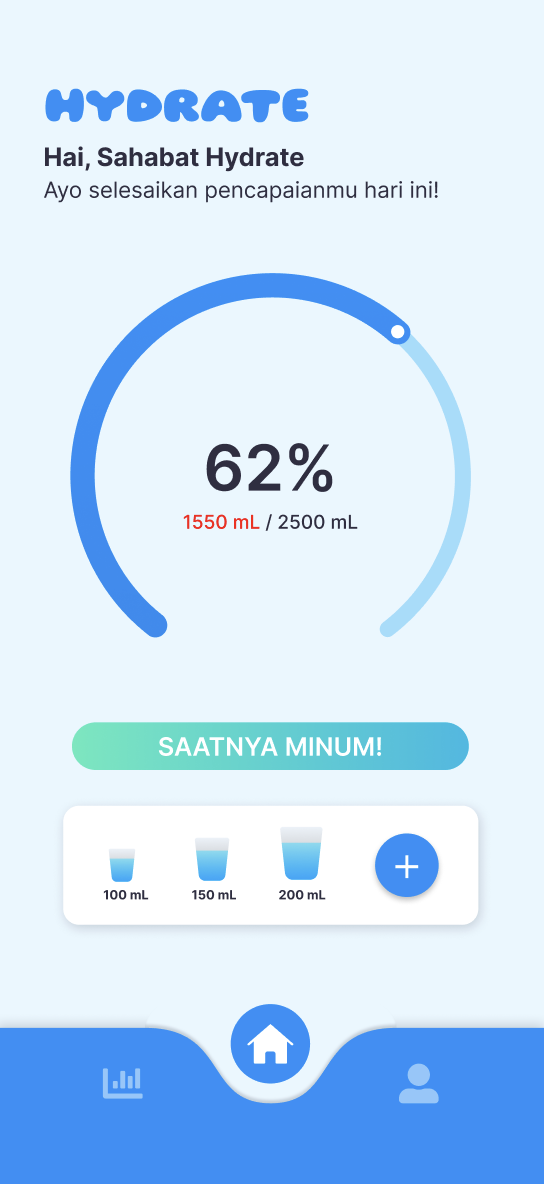 HYDRATE
Hai, Sahabat Hydrate
Ayo selesaikan pencapaianmu hari ini!
62%
1550 mL / 2500 mL
SAATNYA MINUM!
100 mL 150 mL 200 mL